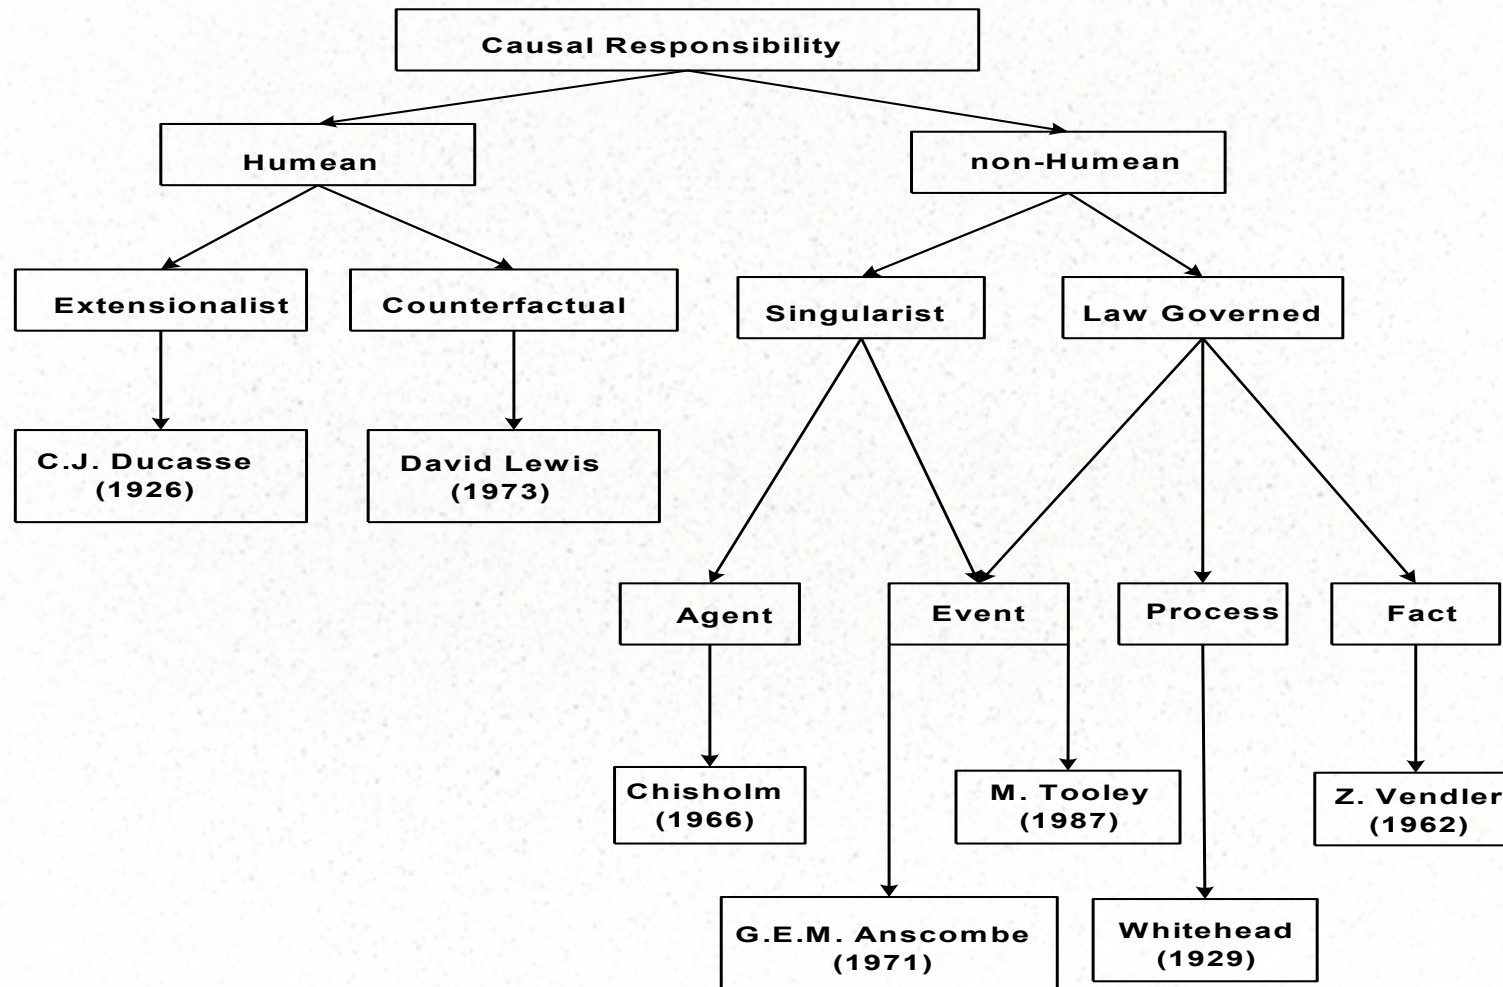 Causal Responsibility
Humean
non-Humean
Extensionalist
Counterfactual
Singularist
Law Governed
C.J. Ducasse
(1926)
David Lewis
(1973)
Agent
Event
Process
Fact
Chisholm
(1966)
M. Tooley
(1987)
Z. Vendler
(1962)
G.E.M. Anscombe
(1971)
Whitehead
(1929)